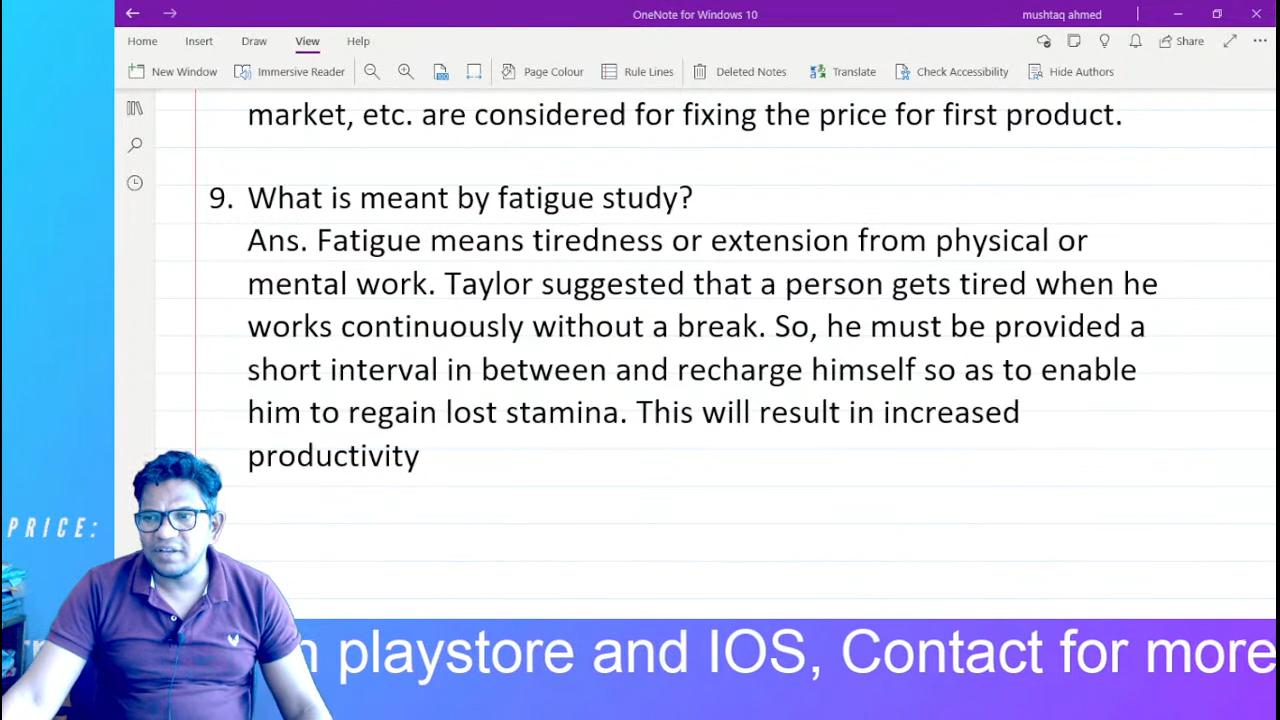 OneNote for Windows 10
mushtaq ahmed
Home Insert Draw View Help
Share
New Window Immersive Reader Page Colour Rule Lines Deleted Notes Translate Check Accessibility Hide Authors
market, etc. are considered for fixing the price for first product.
9. What is meant by fatigue study?
Ans. Fatigue means tiredness or extension from physical or
mental work. Taylor suggested that a person gets tired when he
works continuously without a break. So, he must be provided a
short interval in between and recharge himself so as to enable
him to regain lost stamina. This will result in increased
productivity
PRICE:
playstore and IOS, Contact for more